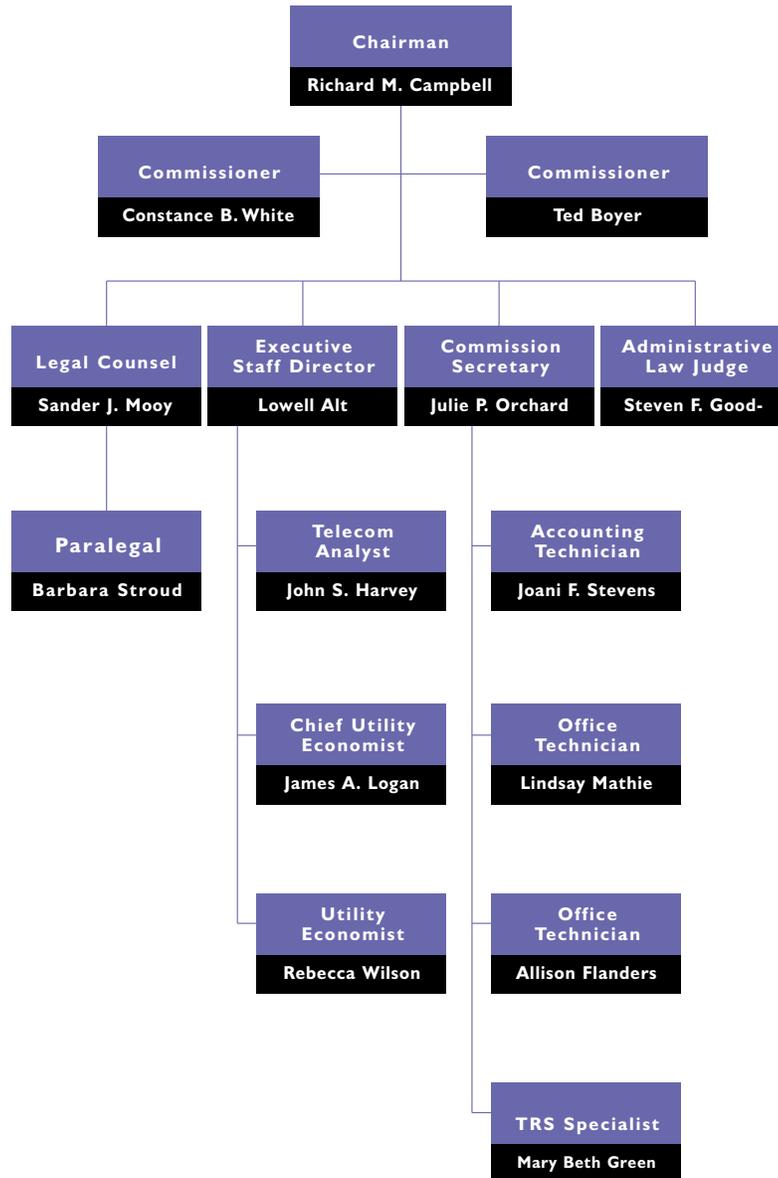 Chairman
Richard M. Campbell
Commissioner
Constance B. White
Commissioner
Ted Boyer
Legal Counsel
Sander J. Mooy
Executive
Staff Director
Lowell Alt
Commission
Secretary
Julie P. Orchard
Administrative
Law Judge
Steven F. Good-
Paralegal
Barbara Stroud
Telecom
Analyst
John S. Harvey
Accounting
Technician
Joani F. Stevens
Chief Utility
Economist
James A. Logan
Office
Technician
Lindsay Mathie
Utility
Economist
Rebecca Wilson
Office
Technician
Allison Flanders
TRS Specialist
Mary Beth Green